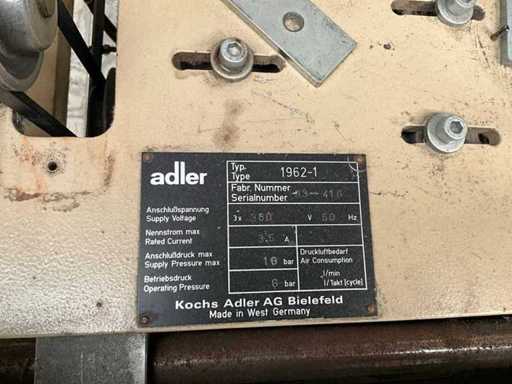 adler
Typ.
Type 1962-1
Fabr. Nummer
Serialnumber
Anschlußspannung
Supply Voltage 3x 380 V 50 Hz
Nennstrom max
Rated Current 3,5 A
Anschlußdruck max
Supply Pressure max 10 bar
Druckluftbedarf
Air Consumption
Betriebsdruck
Operating Pressure 6 bar
l/min
l/Takt (cycle)
Kochs Adler AG Bielefeld
Made in West Germany